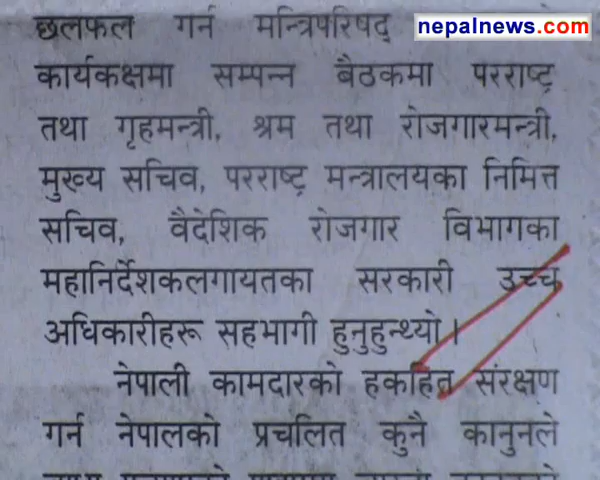 nepalnews.com
छलफल गर्न मन्त्रिपरिषद्
कार्यकक्षमा सम्पन्न बैठकमा परराष्ट्र
तथा गृहमन्त्री, श्रम तथा रोजगारमन्त्री,
मुख्य सचिव, परराष्ट्र मन्त्रालयका निमित्त
सचिव, वैदेशिक रोजगार विभागका
महानिर्देशकलगायतका सरकारी उच्च
अधिकारीहरू सहभागी हुनुहुन्थ्यो ।
नेपाली कामदारको हकहित संरक्षण
गर्न नेपालको प्रचलित कुनै कानुनले